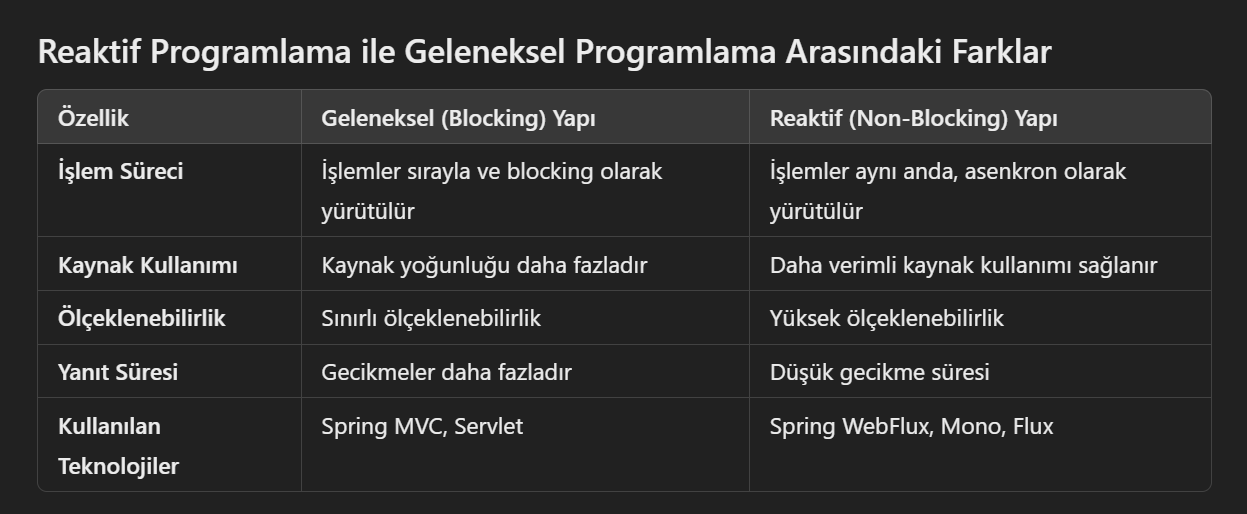 Reaktif Programlama ile Geleneksel Programlama Arasındaki Farklar
Özellik
Geleneksel (Blocking) Yapı
Reaktif (Non-Blocking) Yapı
İşlem Süreci
İşlemler sırayla ve blocking olarak
yürütülür
İşlemler aynı anda, asenkron olarak
yürütülür
Kaynak Kullanımı
Kaynak yoğunluğu daha fazladır
Daha verimli kaynak kullanımı sağlanır
Ölçeklenebilirlik
Sınırlı ölçeklenebilirlik
Yüksek ölçeklenebilirlik
Yanıt Süresi
Gecikmeler daha fazladır
Düşük gecikme süresi
Kullanılan
Teknolojiler
Spring MVC, Servlet
Spring WebFlux, Mono, Flux